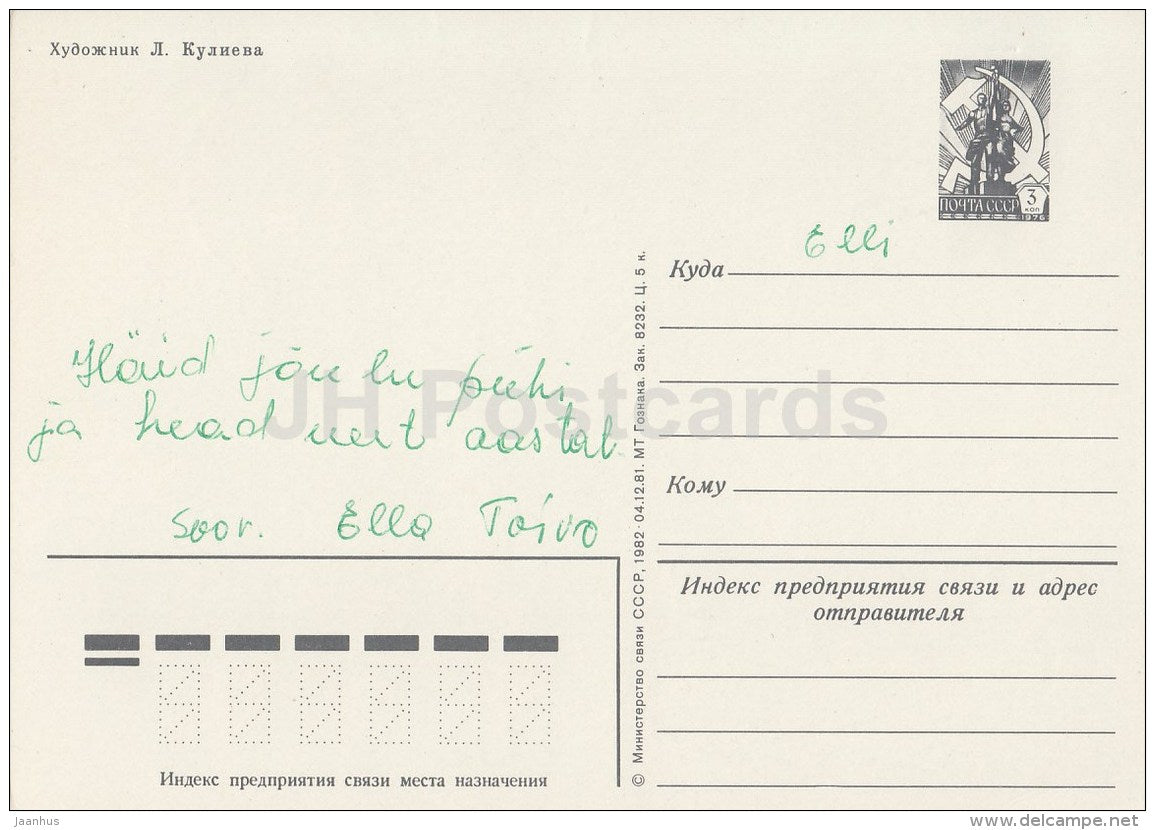 Художник Л. Кулиева
ПОЧТА СССР
3
коп
1976
Elli
Куда
Häid jõulu pühi
ja head uut aastat
Soov. Ella Toivo
JH Postcards
Кому
Индекс предприятия связи и адрес
отправителя
Индекс предприятия связи места назначения
© Министерство связи СССР, 1982 · 04.12.81. МТ Гознака. Зак. 8232. Ц. 5 к.
Jaanhus
www.delcampe.net